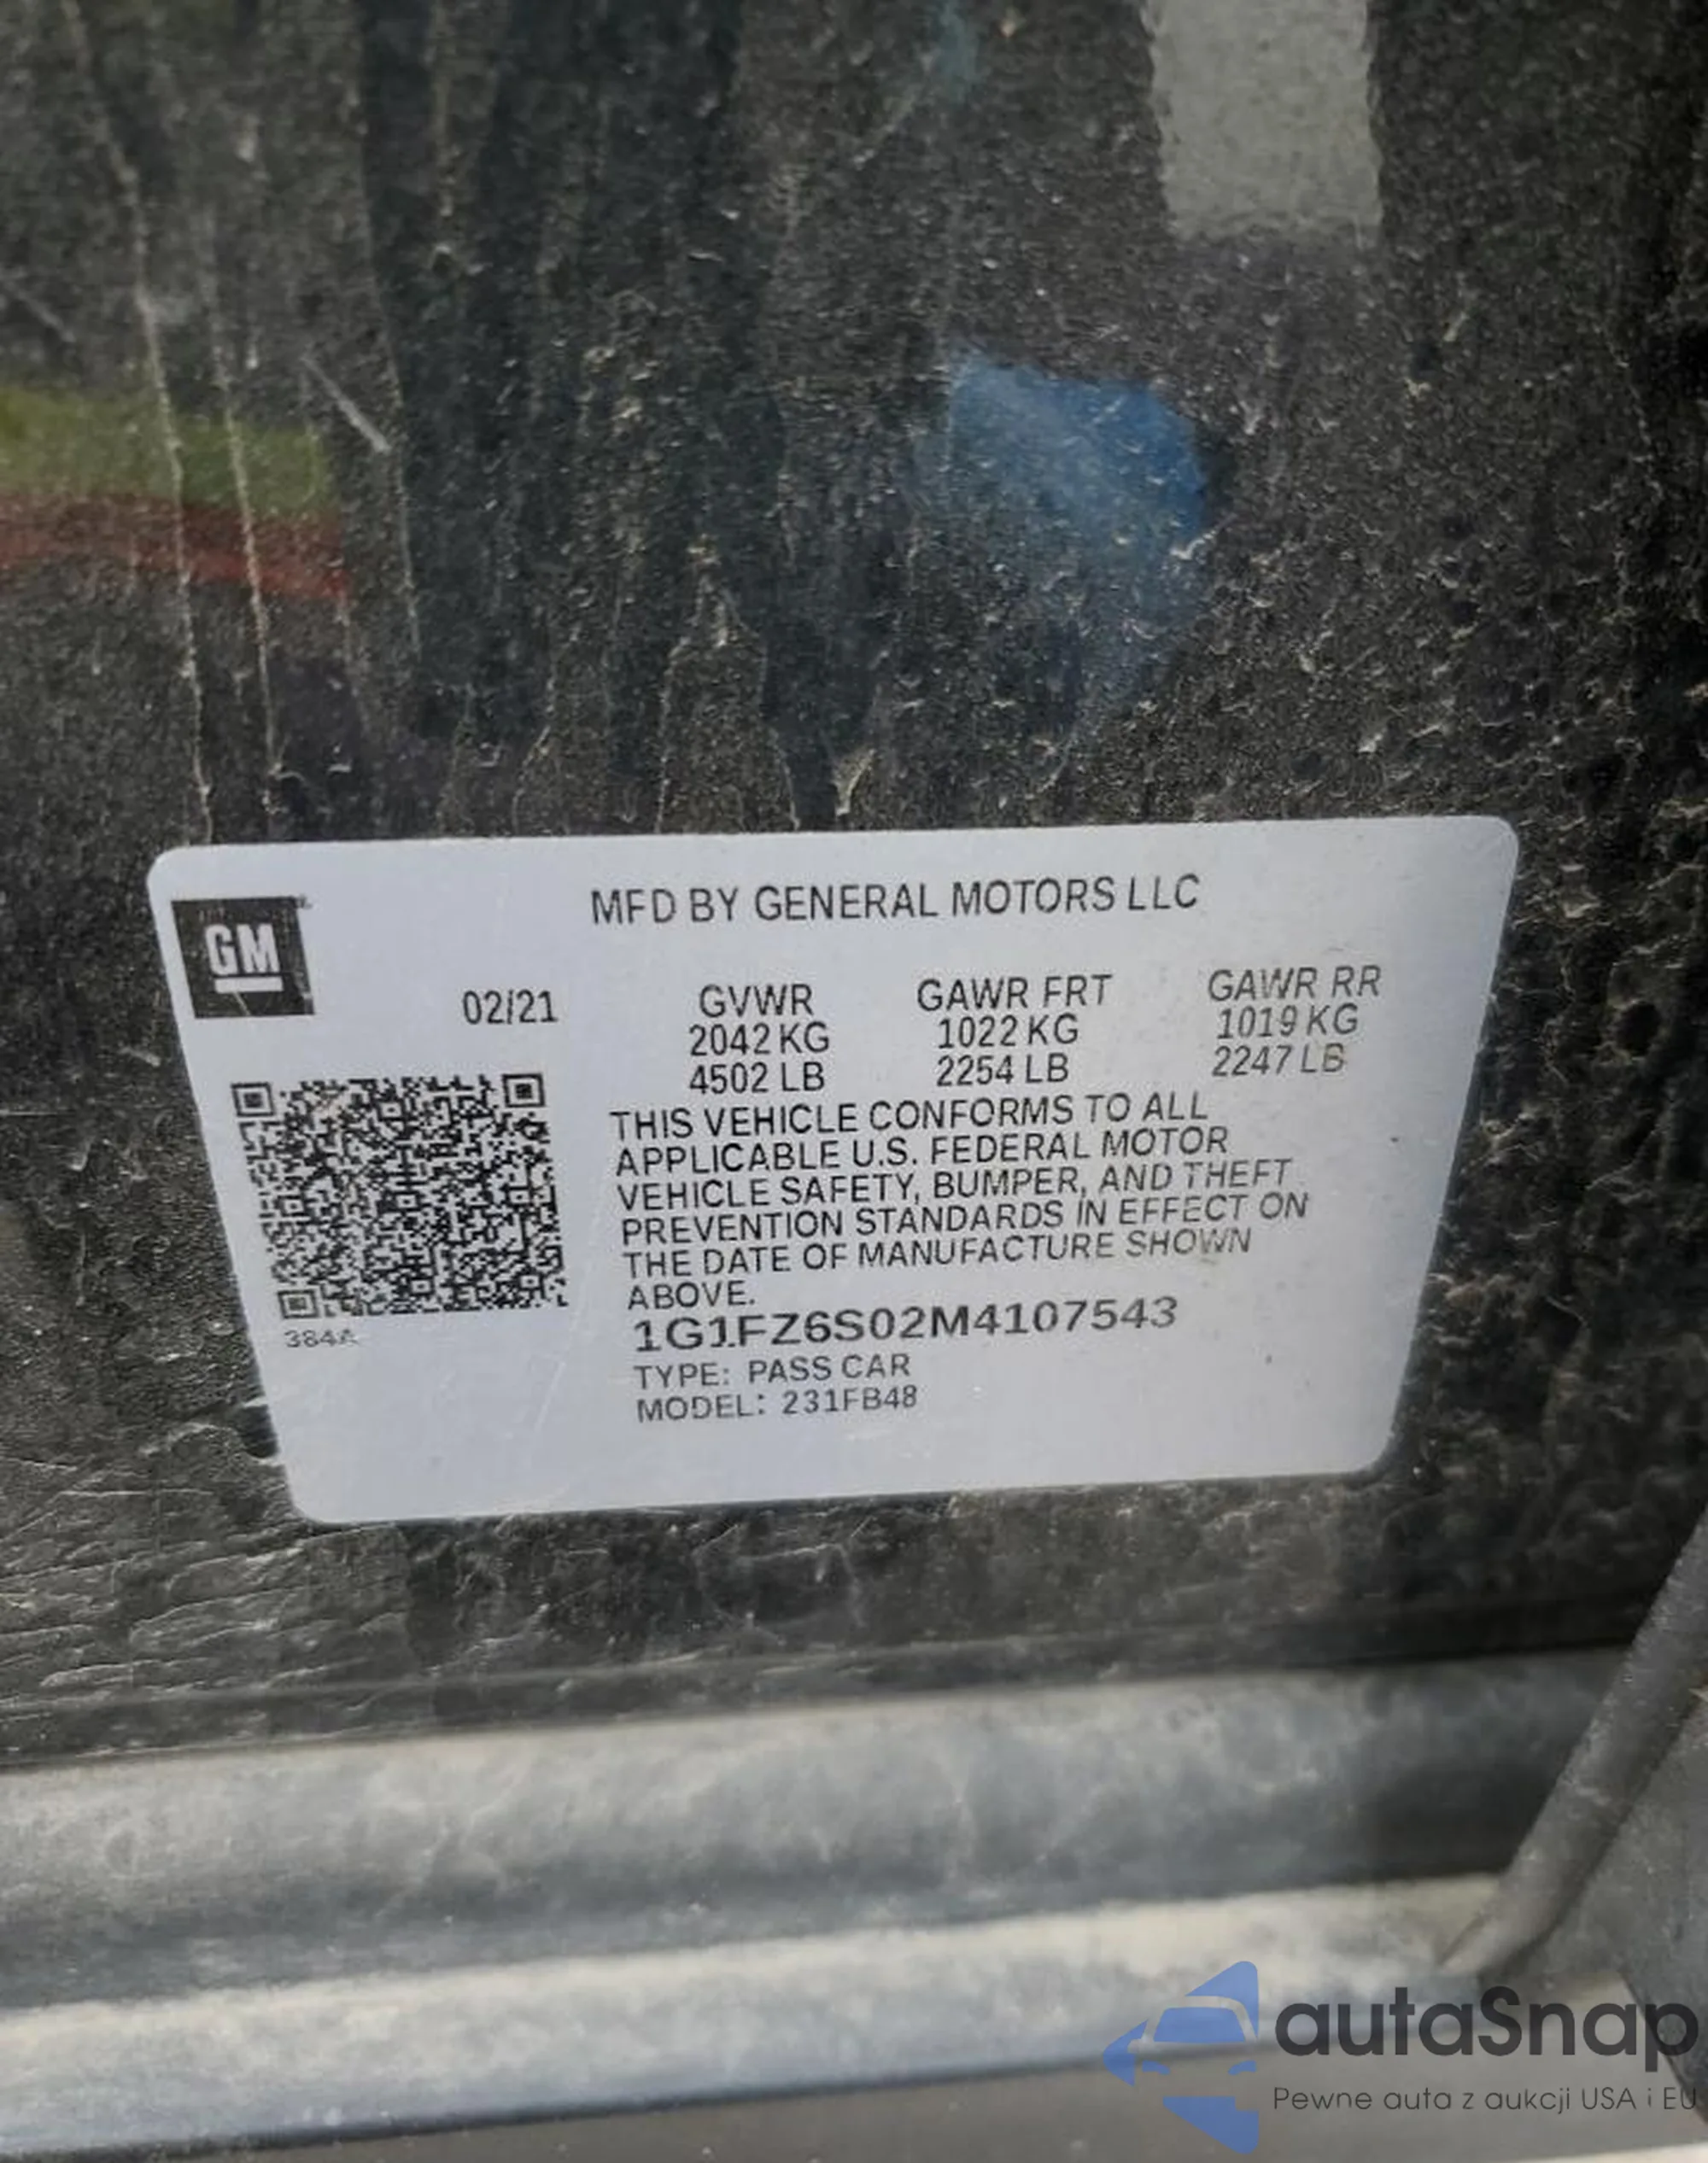 MFD BY GENERAL MOTORS LLC
GM
02/21 GVWR GAWR FRT GAWR RR
2042 KG 1022 KG 1019 KG
4502 LB 2254 LB 2247 LB
THIS VEHICLE CONFORMS TO ALL
APPLICABLE U.S. FEDERAL MOTOR
VEHICLE SAFETY, BUMPER, AND THEFT
PREVENTION STANDARDS IN EFFECT ON
THE DATE OF MANUFACTURE SHOWN
ABOVE.
384A
1G1FZ6S02M4107543
TYPE: PASS CAR
MODEL: 231FB48
autaSnap
Pewne auta z aukcji USA i EU